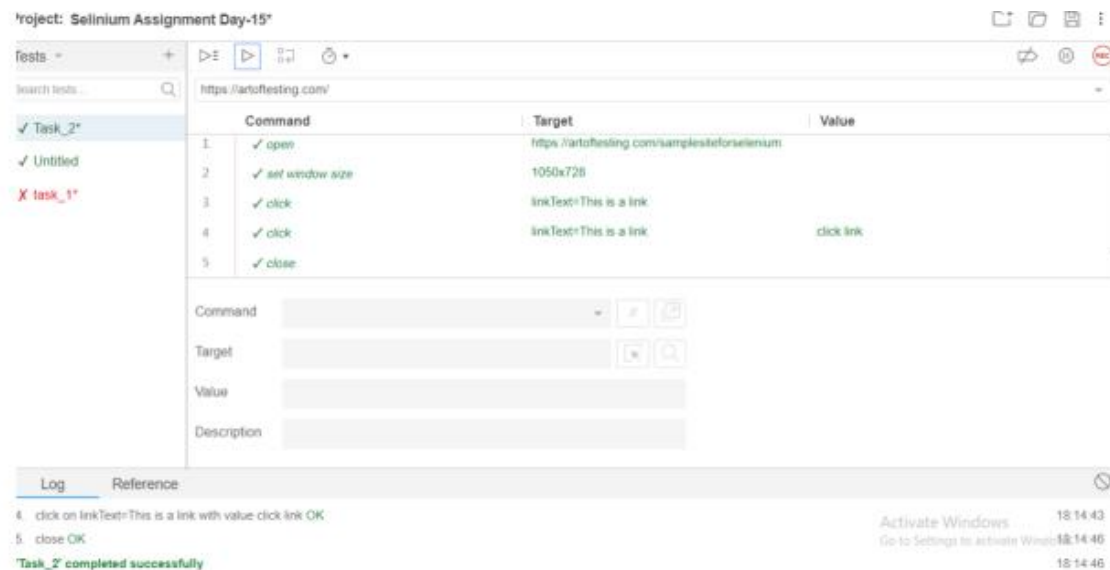 Project: Selinium Assignment Day-15*
Tests
Search tests...
https://artoftesting.com/
Command Target Value
✓ Task_2*
✓ Untitled
✗ task_1*
1 ✓ open https://artoftesting.com/samplesiteforselenium
2 ✓ set window size 1050x728
3 ✓ click linkText=This is a link
4 ✓ click linkText=This is a link click link
5 ✓ close
Command
Target
Value
Description
Log Reference
4. click on linkText=This is a link with value click link OK 18:14:43
5. close OK 18:14:46
'Task_2' completed successfully 18:14:46
Activate Windows
Go to Settings to activate Windows.
REC